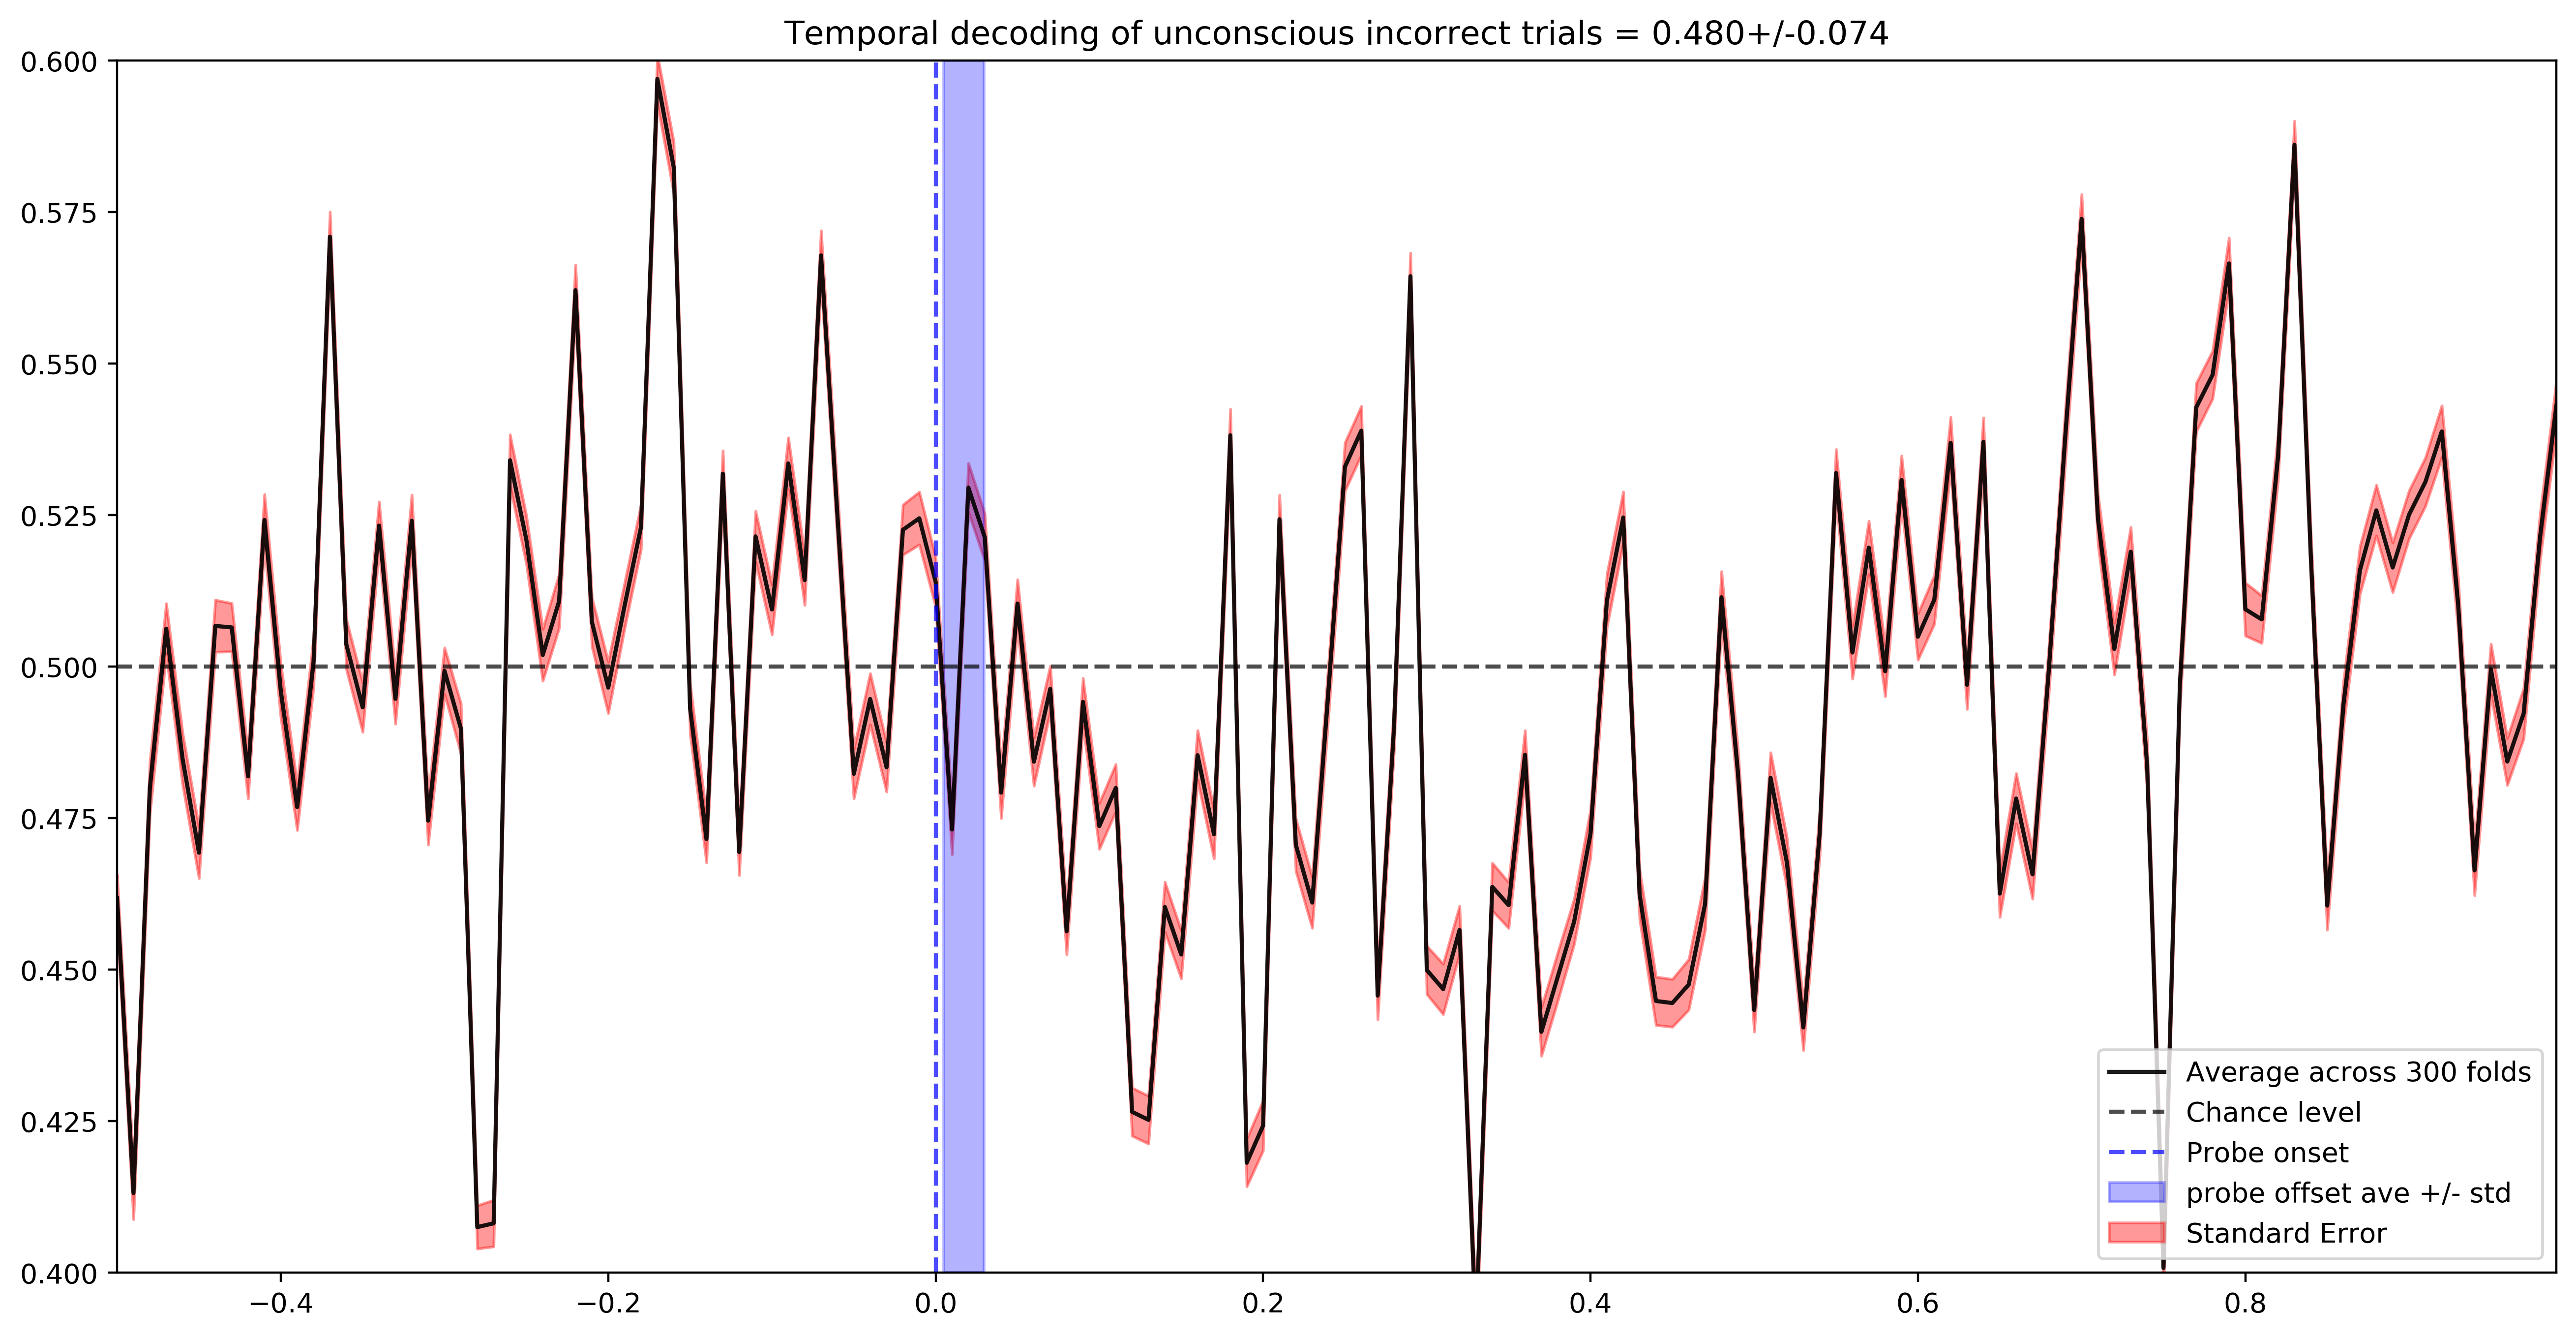 Temporal decoding of unconscious incorrect trials = 0.480+/-0.074
0.600
0.575
0.550
0.525
0.500
0.475
0.450
0.425
0.400
Average across 300 folds
Chance level
Probe onset
probe offset ave +/- std
Standard Error
−0.4 −0.2 0.0 0.2 0.4 0.6 0.8